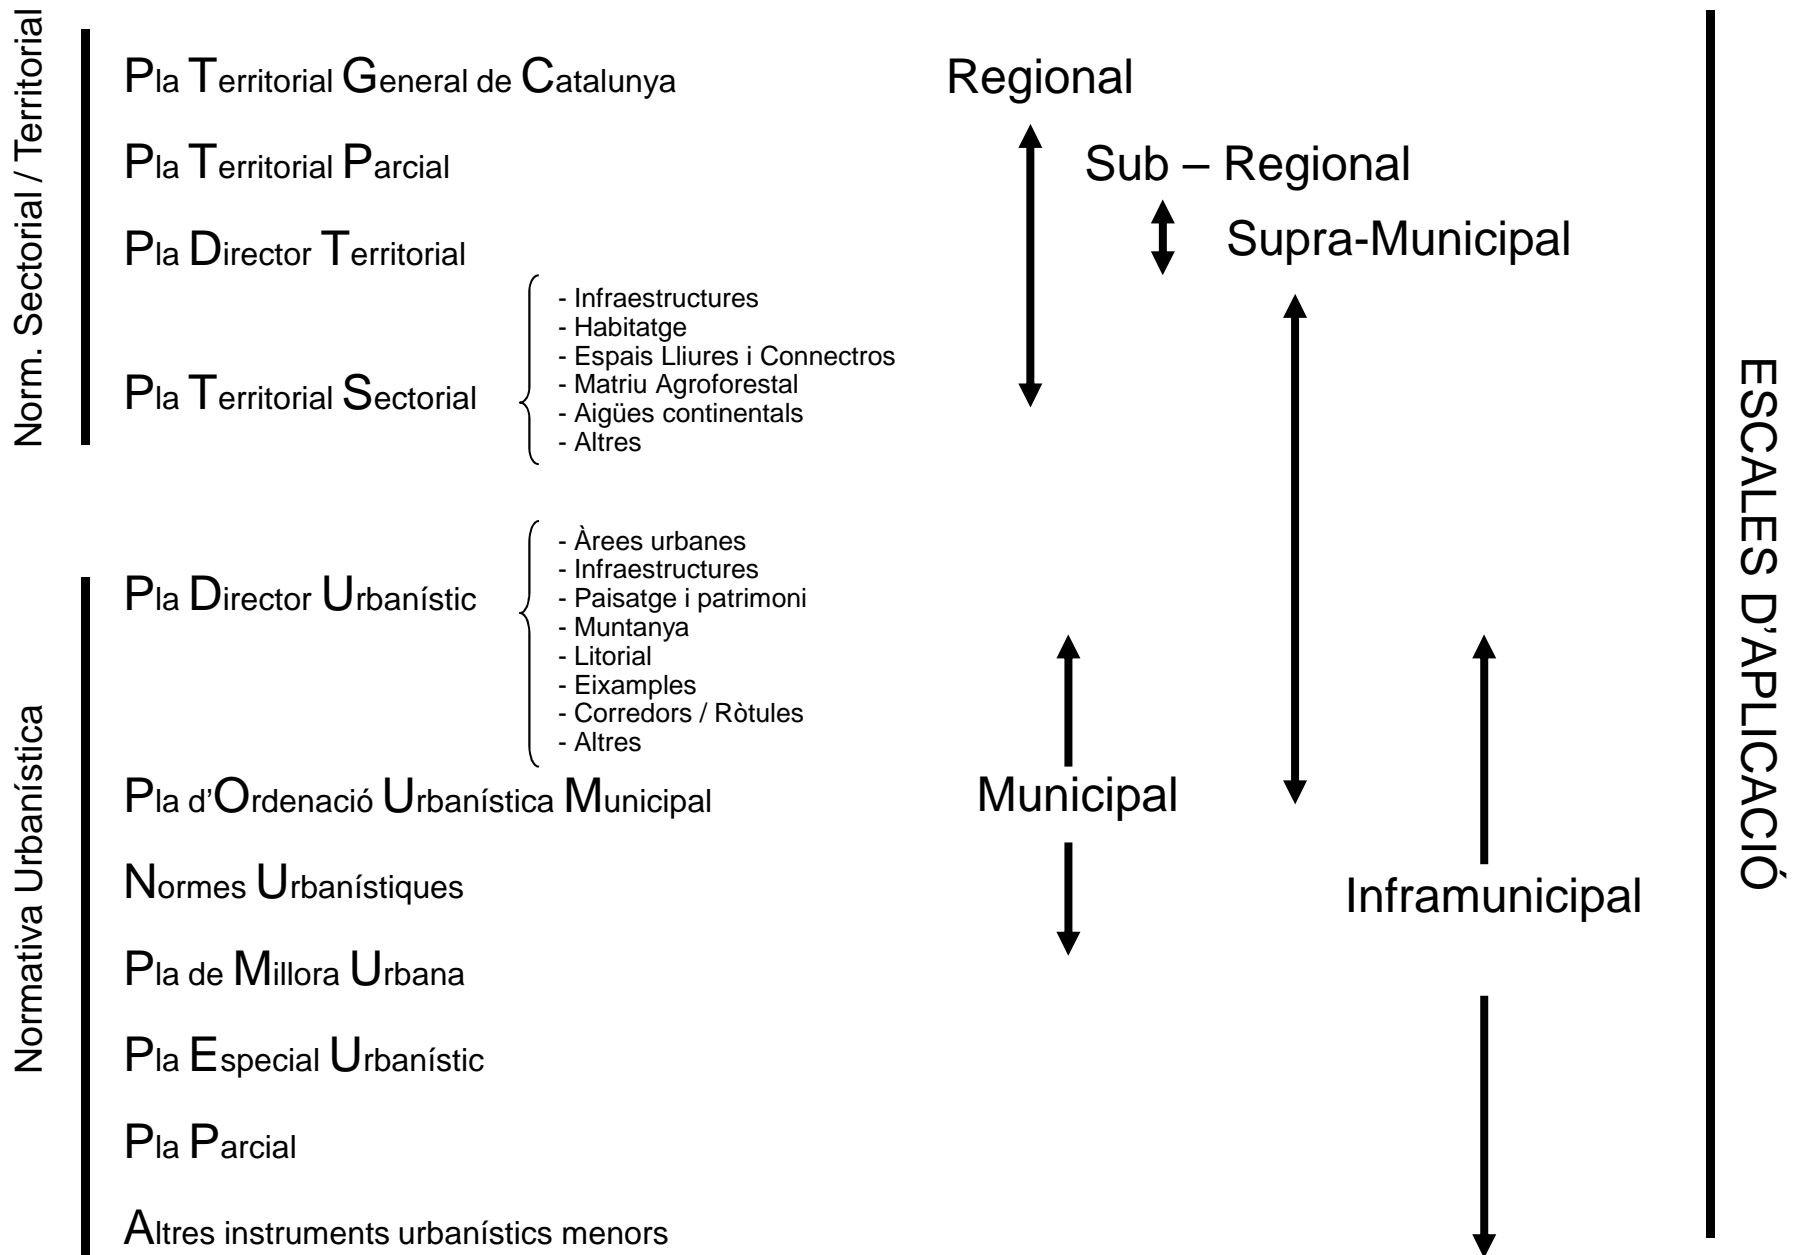 Norm. Sectorial / Territorial
Pla Territorial General de Catalunya
Regional
Pla Territorial Parcial
Sub – Regional
Pla Director Territorial
Supra-Municipal
Pla Territorial Sectorial
- Infraestructures
- Habitatge
- Espais Lliures i Connectros
- Matriu Agroforestal
- Aigües continentals
- Altres
Normativa Urbanística
Pla Director Urbanístic
- Àrees urbanes
- Infraestructures
- Paisatge i patrimoni
- Muntanya
- Litorial
- Eixamples
- Corredors / Ròtules
- Altres
Pla d'Ordenació Urbanística Municipal
Municipal
Normes Urbanístiques
Inframunicipal
Pla de Millora Urbana
Pla Especial Urbanístic
Pla Parcial
Altres instruments urbanístics menors
ESCALES D'APLICACIÓ